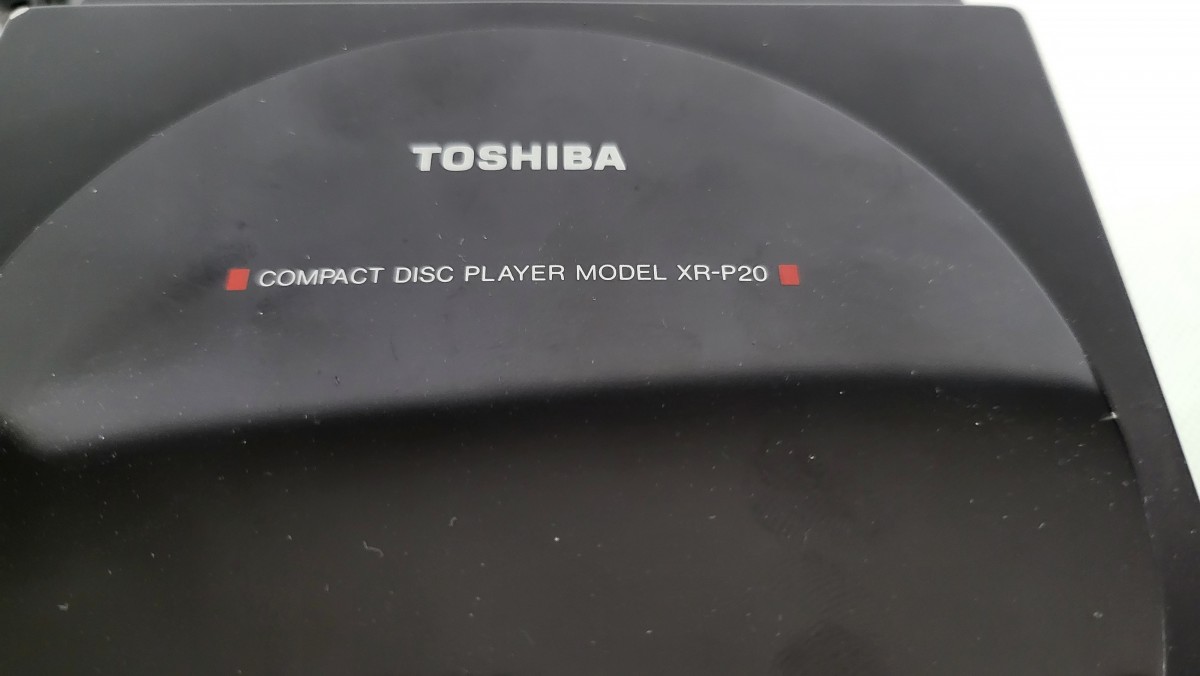 TOSHIBA
COMPACT DISC PLAYER MODEL XR-P20